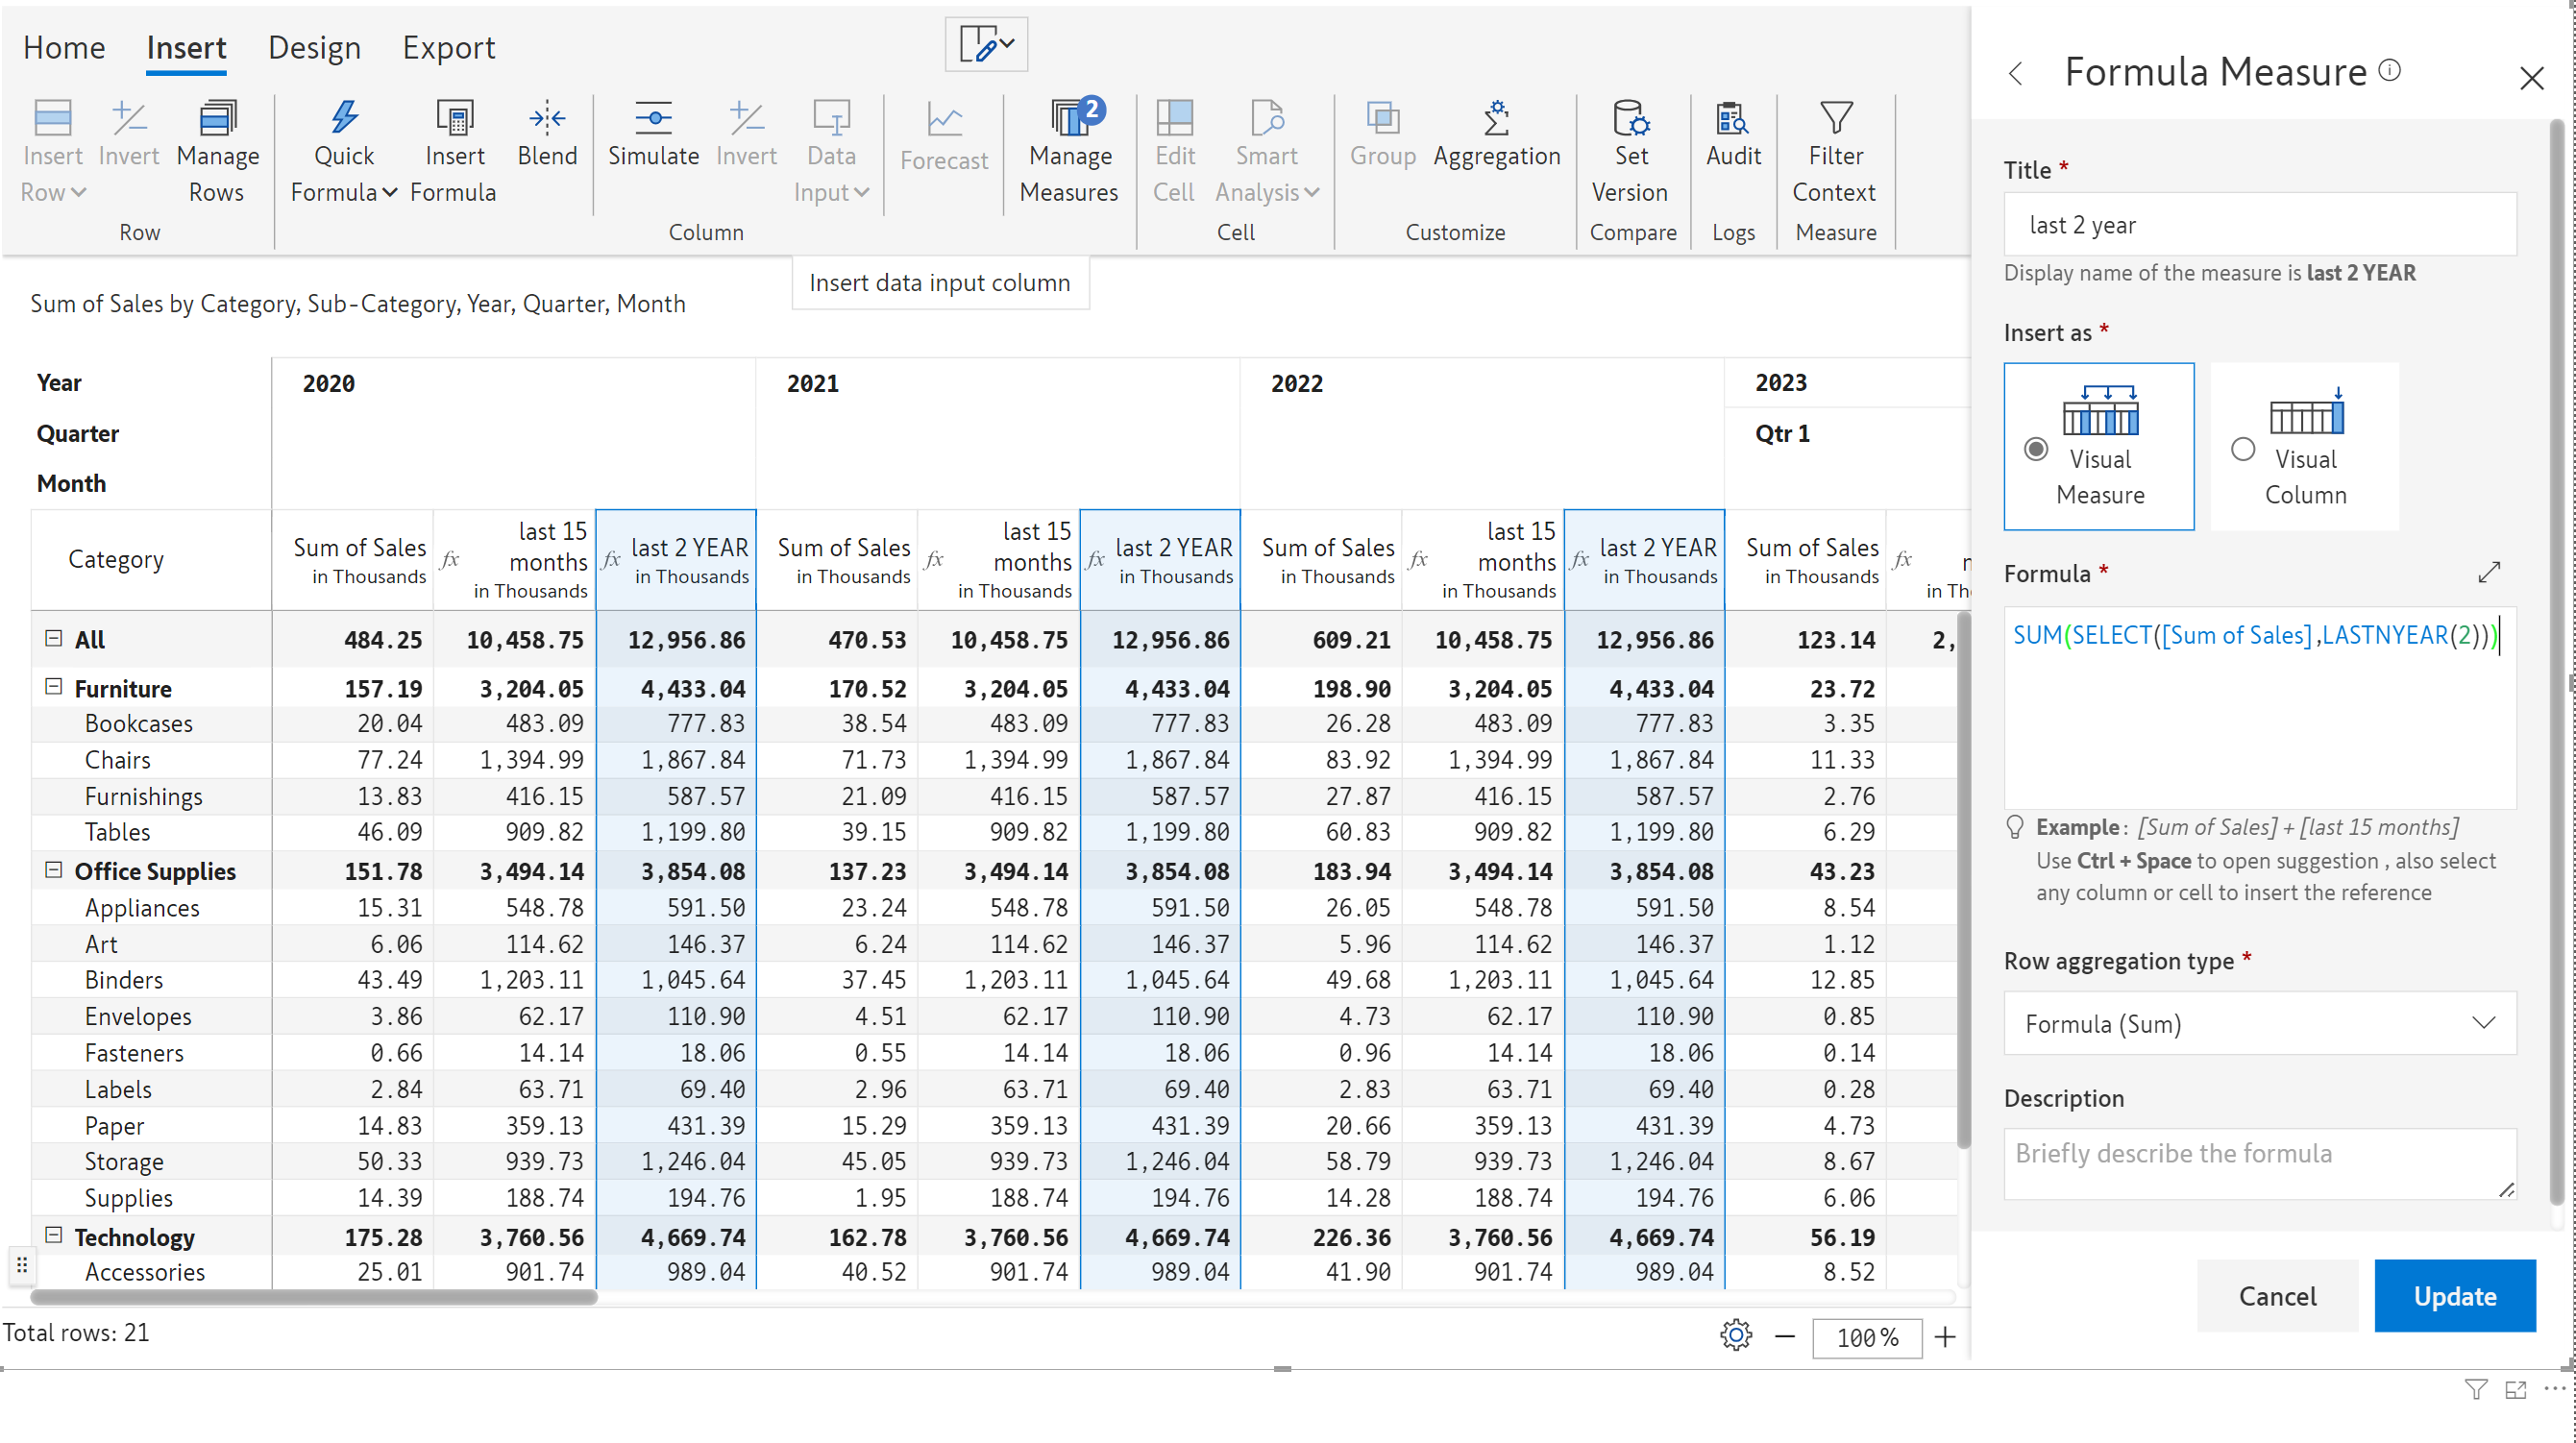 Home Insert Design Export
Insert Row Invert Manage Rows Quick Formula Insert Formula Blend Simulate Invert Data Input Forecast Manage Measures 2 Edit Cell Smart Analysis Group Aggregation Set Version Audit Filter Context
Row Column Cell Customize Compare Logs Measure
Insert data input column
Sum of Sales by Category, Sub-Category, Year, Quarter, Month
Year 2020 2021 2022 2023
Quarter Qtr 1
Month
Category Sum of Sales in Thousands fx last 15 months in Thousands fx last 2 YEAR in Thousands Sum of Sales in Thousands fx last 15 months in Thousands fx last 2 YEAR in Thousands Sum of Sales in Thousands fx last 15 months in Thousands fx last 2 YEAR in Thousands Sum of Sales in Thousands fx
All 484.25 10,458.75 12,956.86 470.53 10,458.75 12,956.86 609.21 10,458.75 12,956.86 123.14 2,
Furniture 157.19 3,204.05 4,433.04 170.52 3,204.05 4,433.04 198.90 3,204.05 4,433.04 23.72
Bookcases 20.04 483.09 777.83 38.54 483.09 777.83 26.28 483.09 777.83 3.35
Chairs 77.24 1,394.99 1,867.84 71.73 1,394.99 1,867.84 83.92 1,394.99 1,867.84 11.33
Furnishings 13.83 416.15 587.57 21.09 416.15 587.57 27.87 416.15 587.57 2.76
Tables 46.09 909.82 1,199.80 39.15 909.82 1,199.80 60.83 909.82 1,199.80 6.29
Office Supplies 151.78 3,494.14 3,854.08 137.23 3,494.14 3,854.08 183.94 3,494.14 3,854.08 43.23
Appliances 15.31 548.78 591.50 23.24 548.78 591.50 26.05 548.78 591.50 8.54
Art 6.06 114.62 146.37 6.24 114.62 146.37 5.96 114.62 146.37 1.12
Binders 43.49 1,203.11 1,045.64 37.45 1,203.11 1,045.64 49.68 1,203.11 1,045.64 12.85
Envelopes 3.86 62.17 110.90 4.51 62.17 110.90 4.73 62.17 110.90 0.85
Fasteners 0.66 14.14 18.06 0.55 14.14 18.06 0.96 14.14 18.06 0.14
Labels 2.84 63.71 69.40 2.96 63.71 69.40 2.83 63.71 69.40 0.28
Paper 14.83 359.13 431.39 15.29 359.13 431.39 20.66 359.13 431.39 4.73
Storage 50.33 939.73 1,246.04 45.05 939.73 1,246.04 58.79 939.73 1,246.04 8.67
Supplies 14.39 188.74 194.76 1.95 188.74 194.76 14.28 188.74 194.76 6.06
Technology 175.28 3,760.56 4,669.74 162.78 3,760.56 4,669.74 226.36 3,760.56 4,669.74 56.19
Accessories 25.01 901.74 989.04 40.52 901.74 989.04 41.90 901.74 989.04 8.52
Total rows: 21
100 %
Formula Measure
Title *
last 2 year
Display name of the measure is last 2 YEAR
Insert as *
Visual Measure
Visual Column
Formula *
SUM(SELECT([Sum of Sales],LASTNYEAR(2)))
Example : [Sum of Sales] + [last 15 months]
Use Ctrl + Space to open suggestion , also select
any column or cell to insert the reference
Row aggregation type *
Formula (Sum)
Description
Briefly describe the formula
Cancel Update